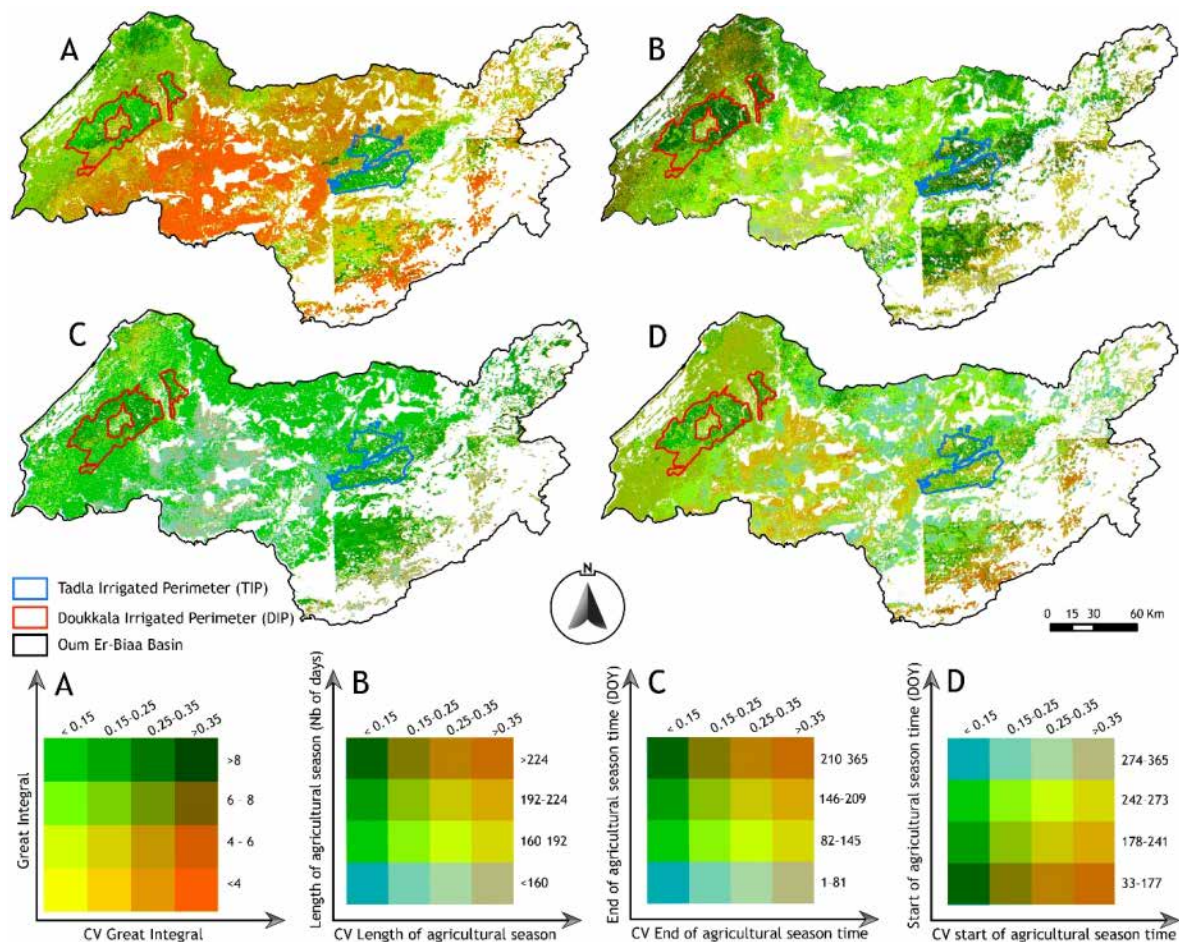 A
B
C
D
Tadla Irrigated Perimeter (TIP)
Doukkala Irrigated Perimeter (DIP)
Oum Er-Biaa Basin
N
0 15 30 60 Km
A
< 0.15 0.15-0.25 0.25-0.35 >0.35
>8
6 - 8
4 - 6
<4
Great Integral
CV Great Integral
B
< 0.15 0.15-0.25 0.25-0.35 >0.35
>224
192-224
160 192
<160
Length of agricultural season (Nb of days)
CV Length of agricultural season
C
< 0.15 0.15-0.25 0.25-0.35 >0.35
210 365
146-209
82-145
1-81
End of agricultural season time (DOY)
CV End of agricultural season time
D
< 0.15 0.15-0.25 0.25-0.35 >0.35
274-365
242-273
178-241
33-177
Start of agricultural season time (DOY)
CV start of agricultural season time